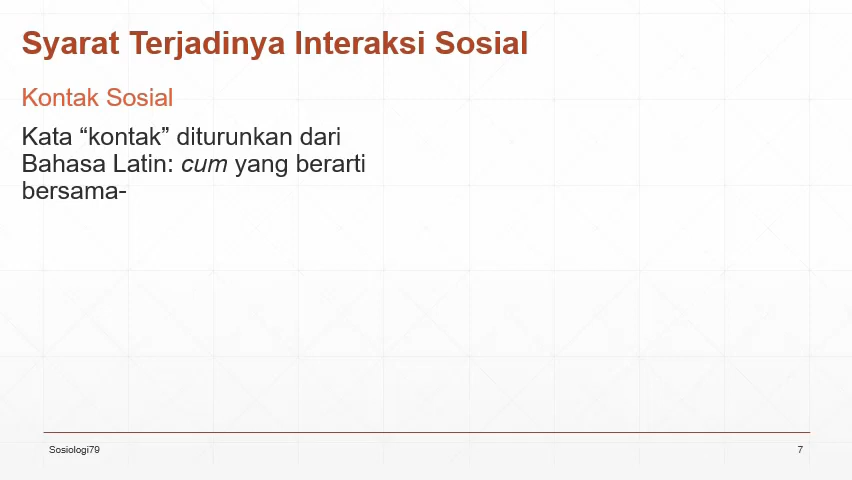 Syarat Terjadinya Interaksi Sosial
Kontak Sosial
Kata “kontak” diturunkan dari
Bahasa Latin: cum yang berarti
bersama-
Sosiologi79
7